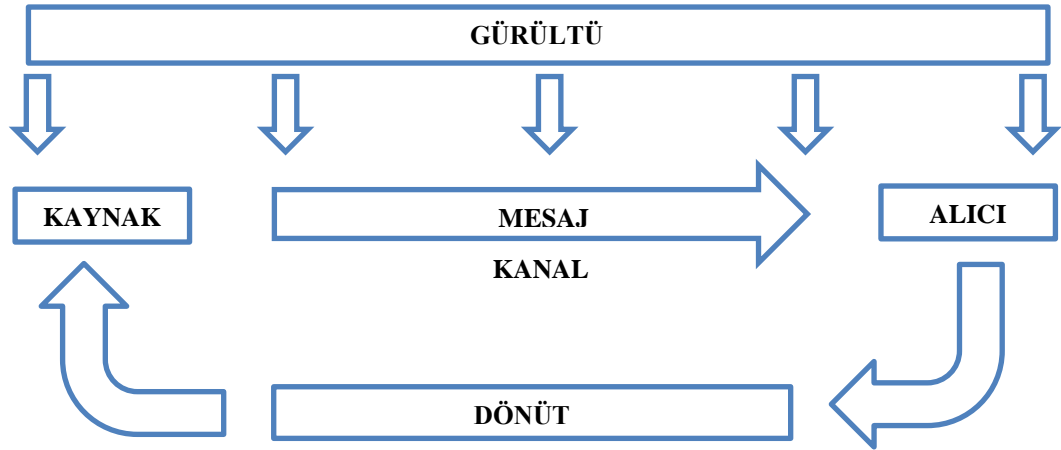 GÜRÜLTÜ
KAYNAK
MESAJ
ALICI
KANAL
DÖNÜT